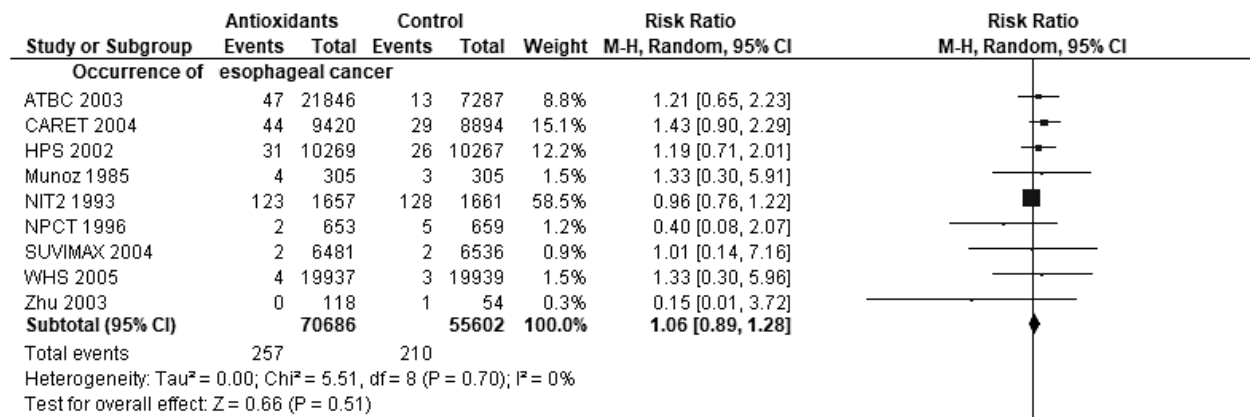 Antioxidants Control Risk Ratio Risk Ratio
Study or Subgroup Events Total Events Total Weight M-H, Random, 95% CI M-H, Random, 95% CI
Occurrence of esophageal cancer
ATBC 2003 47 21846 13 7287 8.8% 1.21 [0.65, 2.23]
CARET 2004 44 9420 29 8894 15.1% 1.43 [0.90, 2.29]
HPS 2002 31 10269 26 10267 12.2% 1.19 [0.71, 2.01]
Munoz 1985 4 305 3 305 1.5% 1.33 [0.30, 5.91]
NIT2 1993 123 1657 128 1661 58.5% 0.96 [0.76, 1.22]
NPCT 1996 2 653 5 659 1.2% 0.40 [0.08, 2.07]
SUVIMAX 2004 2 6481 2 6536 0.9% 1.01 [0.14, 7.16]
WHS 2005 4 19937 3 19939 1.5% 1.33 [0.30, 5.96]
Zhu 2003 0 118 1 54 0.3% 0.15 [0.01, 3.72]
Subtotal (95% CI) 70686 55602 100.0% 1.06 [0.89, 1.28]
Total events 257 210
Heterogeneity: Tau² = 0.00; Chi² = 5.51, df = 8 (P = 0.70); I² = 0%
Test for overall effect: Z = 0.66 (P = 0.51)